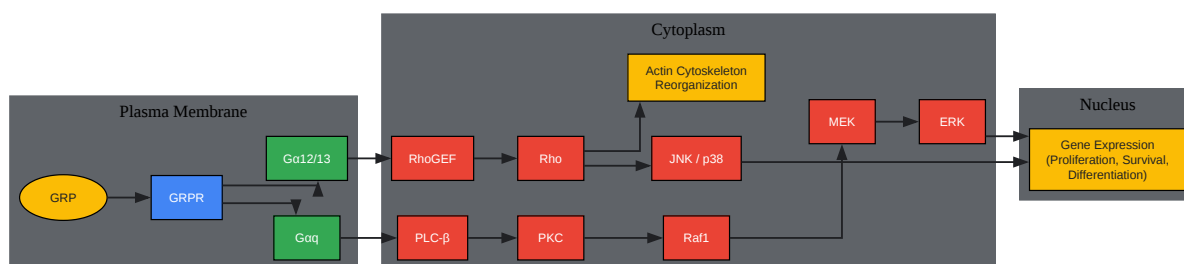 Cytoplasm
Actin Cytoskeleton
Reorganization
Plasma Membrane
Nucleus
MEK
ERK
Gα12/13
RhoGEF
Rho
JNK / p38
Gene Expression
(Proliferation, Survival,
Differentiation)
GRP
GRPR
Gαq
PLC-β
PKC
Raf1